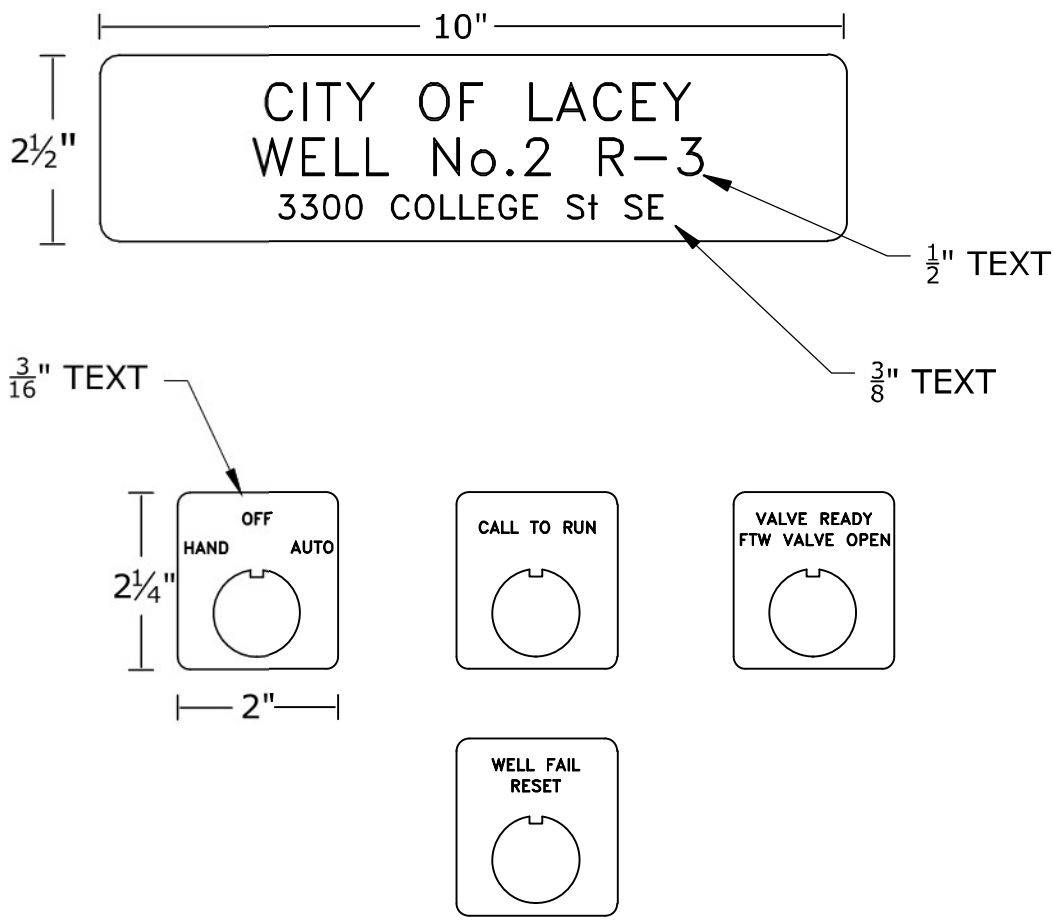 10"
2½"
CITY OF LACEY
WELL No.2 R-3
3300 COLLEGE St SE
½" TEXT
⅜" TEXT
3/16" TEXT
OFF
HAND AUTO
2¼"
2"
CALL TO RUN
VALVE READY
FTW VALVE OPEN
WELL FAIL
RESET